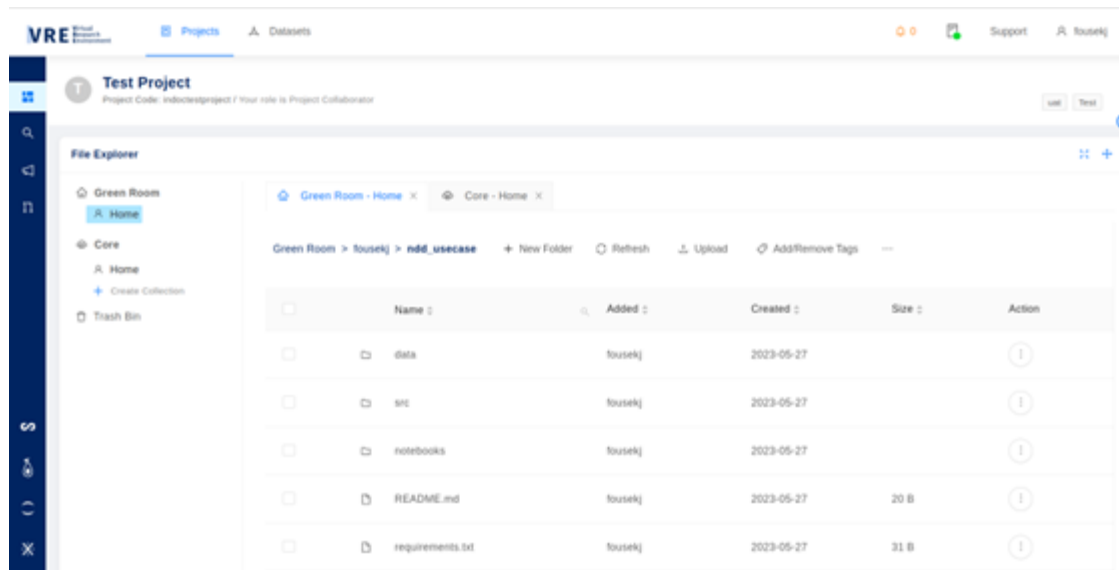 VRE Virtual Research Environment
Projects
Datasets
0
Support
fousekj
T
Test Project
Project Code: indoctestproject / Your role is Project Collaborator
uat
Test
File Explorer
Green Room
Home
Core
Home
Create Collection
Trash Bin
Green Room - Home ×
Core - Home ×
Green Room > fousekj > ndd_usecase
+ New Folder
Refresh
Upload
Add/Remove Tags
···
Name Added Created Size Action
data fousekj 2023-05-27
src fousekj 2023-05-27
notebooks fousekj 2023-05-27
README.md fousekj 2023-05-27 20 B
requirements.txt fousekj 2023-05-27 31 B